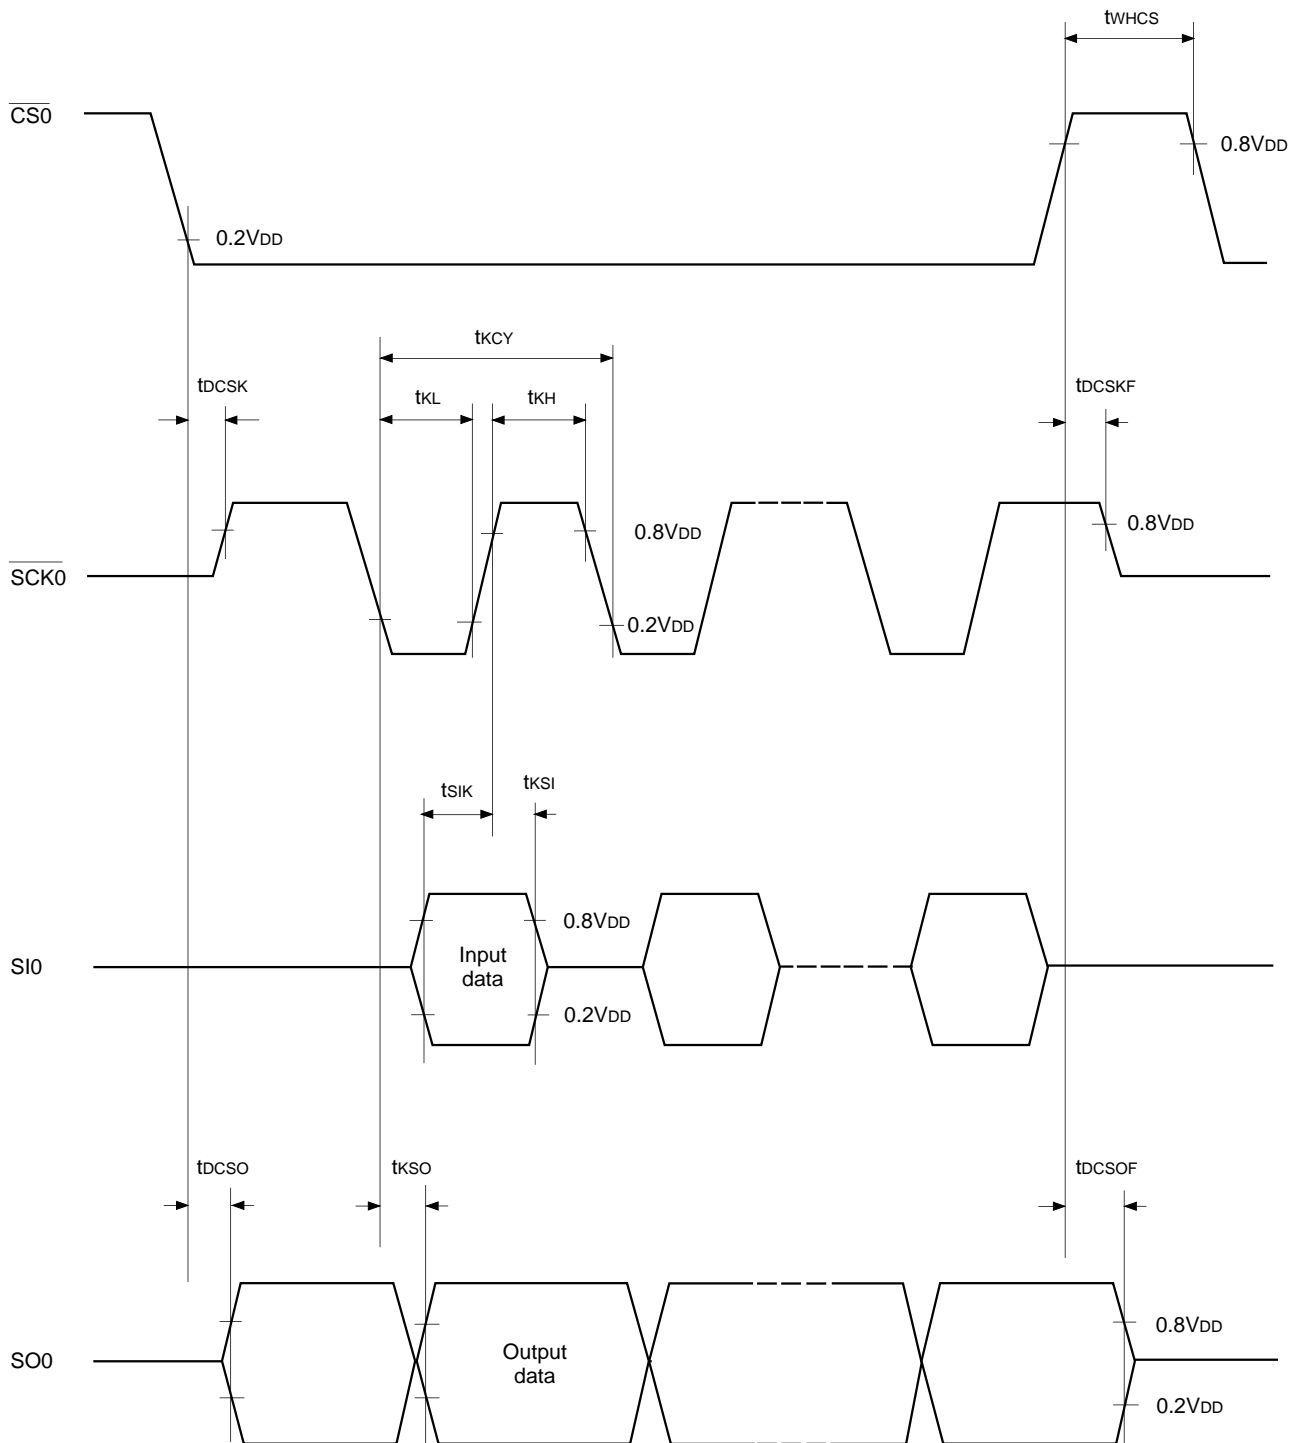 tWHCS
CS0
0.8VDD
0.2VDD
tKCY
tDCSK
tKL
tKH
tDCSKF
0.8VDD
0.8VDD
SCK0
0.2VDD
tSIK
tKSI
0.8VDD
Input
data
SI0
0.2VDD
tDCSO
tKSO
tDCSOF
0.8VDD
SO0
Output
data
0.2VDD